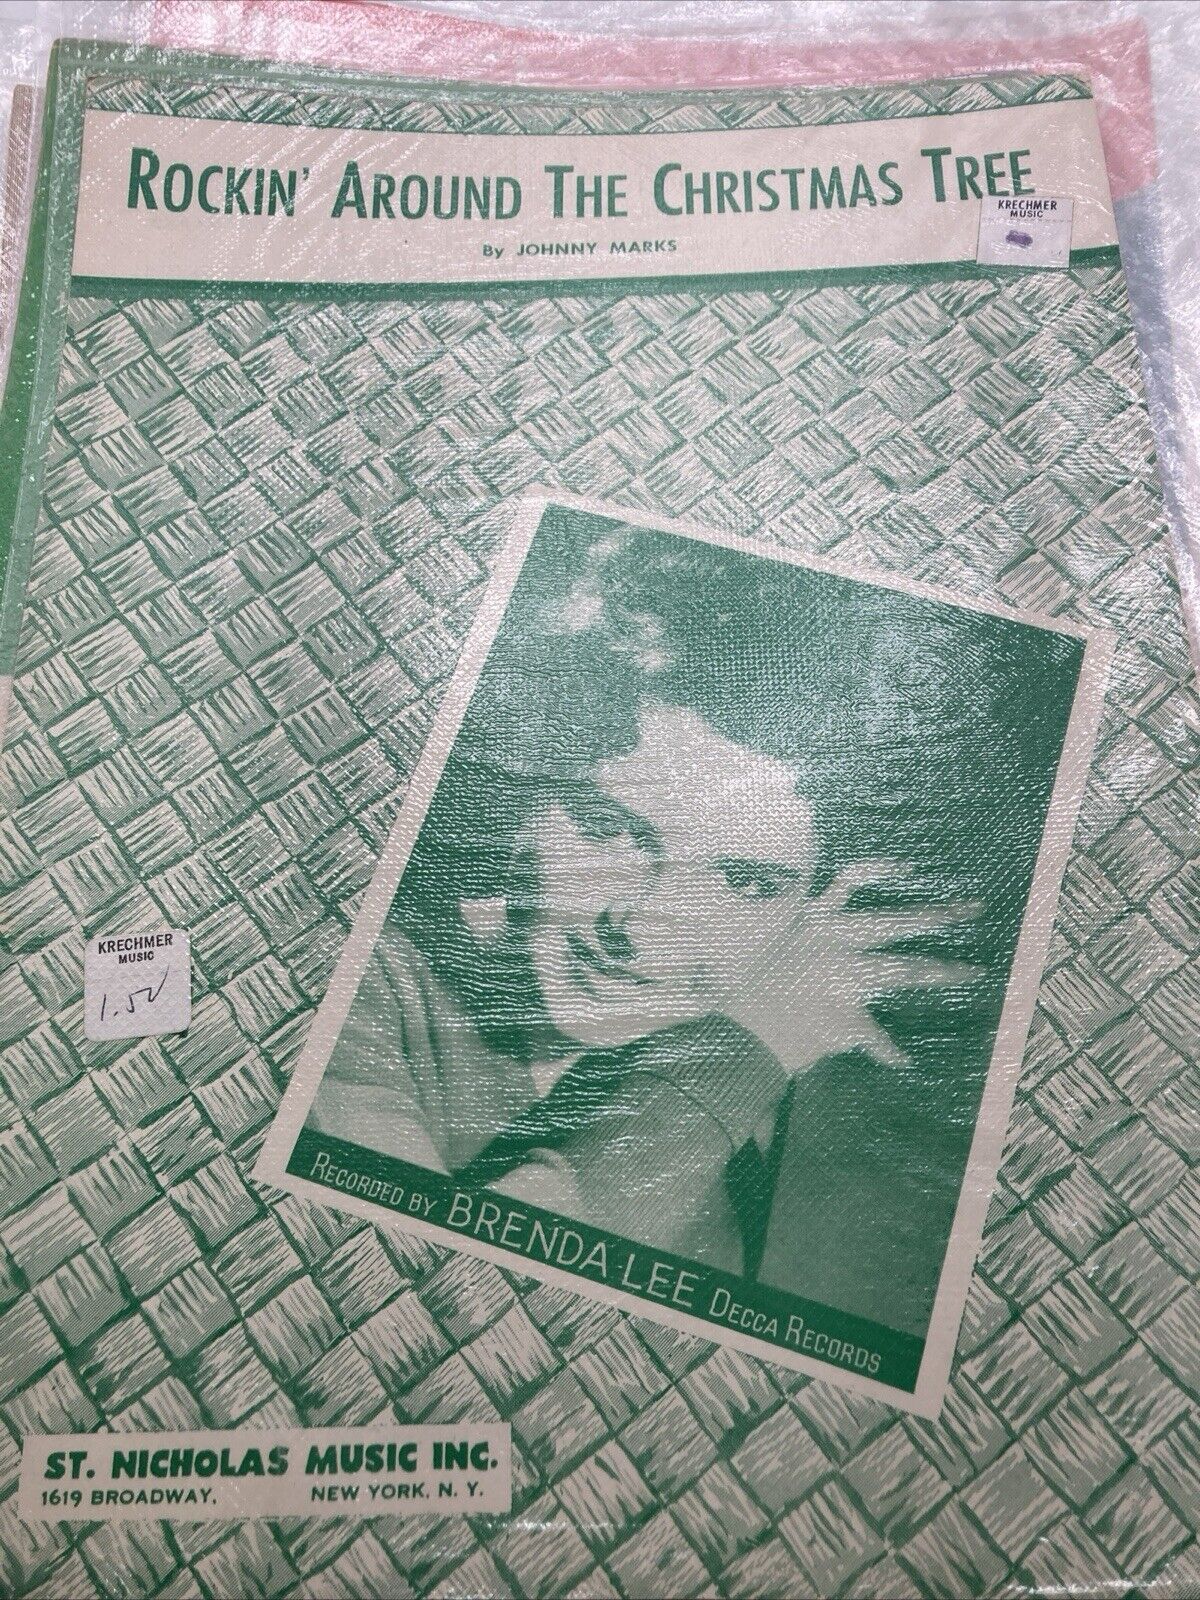 ROCKIN' AROUND THE CHRISTMAS TREE
By JOHNNY MARKS
KRECHMER
MUSIC
KRECHMER
MUSIC
1.50
RECORDED BY BRENDA LEE DECCA RECORDS
ST. NICHOLAS MUSIC INC.
1619 BROADWAY, NEW YORK, N. Y.